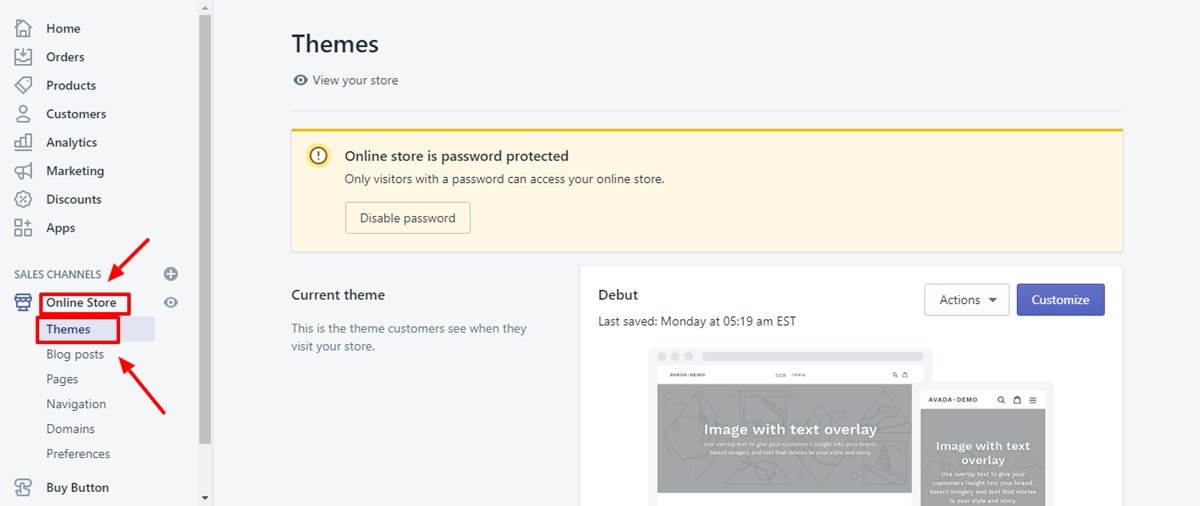 Home
Orders
Products
Customers
Analytics
Marketing
Discounts
Apps
SALES CHANNELS
Online Store
Themes
Blog posts
Pages
Navigation
Domains
Preferences
Buy Button
Themes
View your store
Online store is password protected
Only visitors with a password can access your online store.
Disable password
Current theme
This is the theme customers see when they
visit your store.
Debut
Last saved: Monday at 05:19 am EST
Actions
Customize
AVADA-DEMO
Image with text overlay
Use overlay text to give your customers insight into your brand.
Select imagery and text that relates to your style and story.
AVADA-DEMO
Image with text
overlay
Use overlay text to give your
customers insight into your brand.
Select imagery and text that relates
to your style and story.